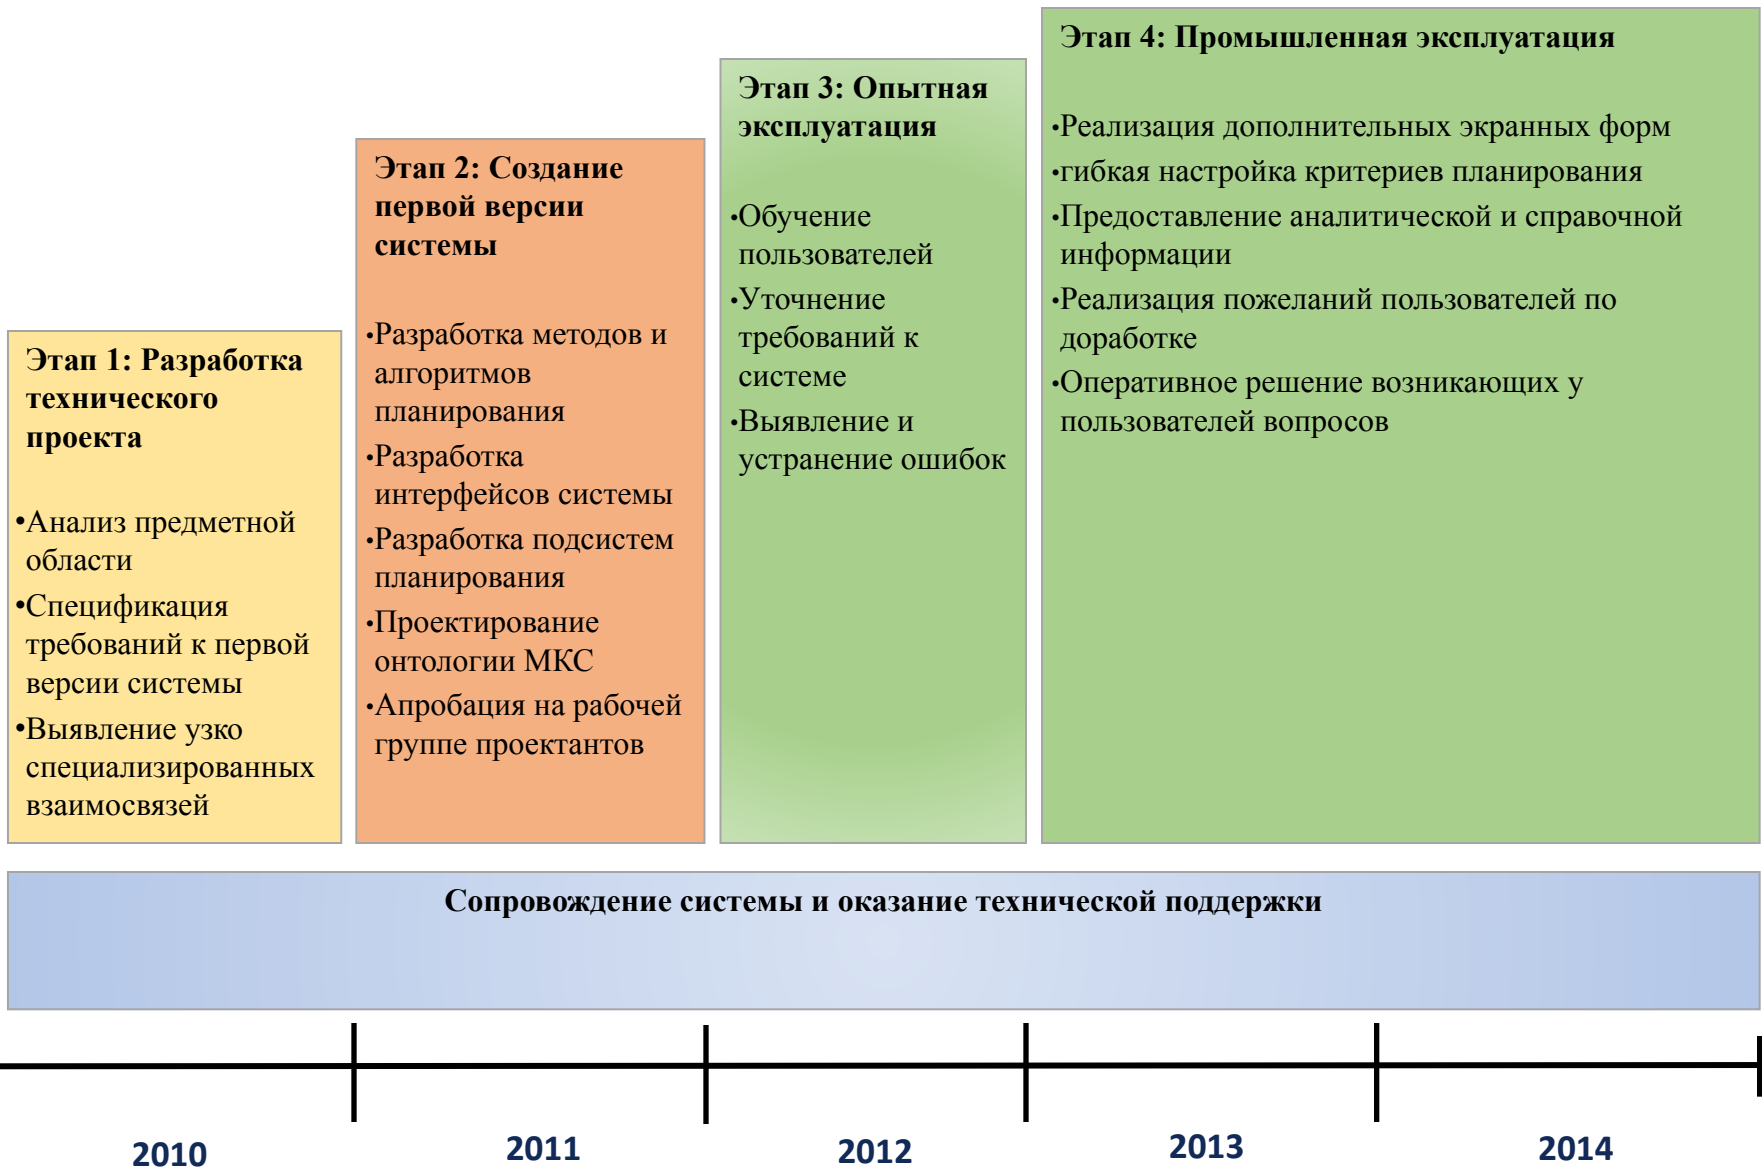 Этап 1: Разработка
технического
проекта
•Анализ предметной
области
•Спецификация
требований к первой
версии системы
•Выявление узко
специализированных
взаимосвязей
Этап 2: Создание
первой версии
системы
•Разработка методов и
алгоритмов
планирования
•Разработка
интерфейсов системы
•Разработка подсистем
планирования
•Проектирование
онтологии МКС
•Апробация на рабочей
группе проектантов
Этап 3: Опытная
эксплуатация
•Обучение
пользователей
•Уточнение
требований к
системе
•Выявление и
устранение ошибок
Этап 4: Промышленная эксплуатация
•Реализация дополнительных экранных форм
•гибкая настройка критериев планирования
•Предоставление аналитической и справочной
информации
•Реализация пожеланий пользователей по
доработке
•Оперативное решение возникающих у
пользователей вопросов
Сопровождение системы и оказание технической поддержки
2010 2011 2012 2013 2014